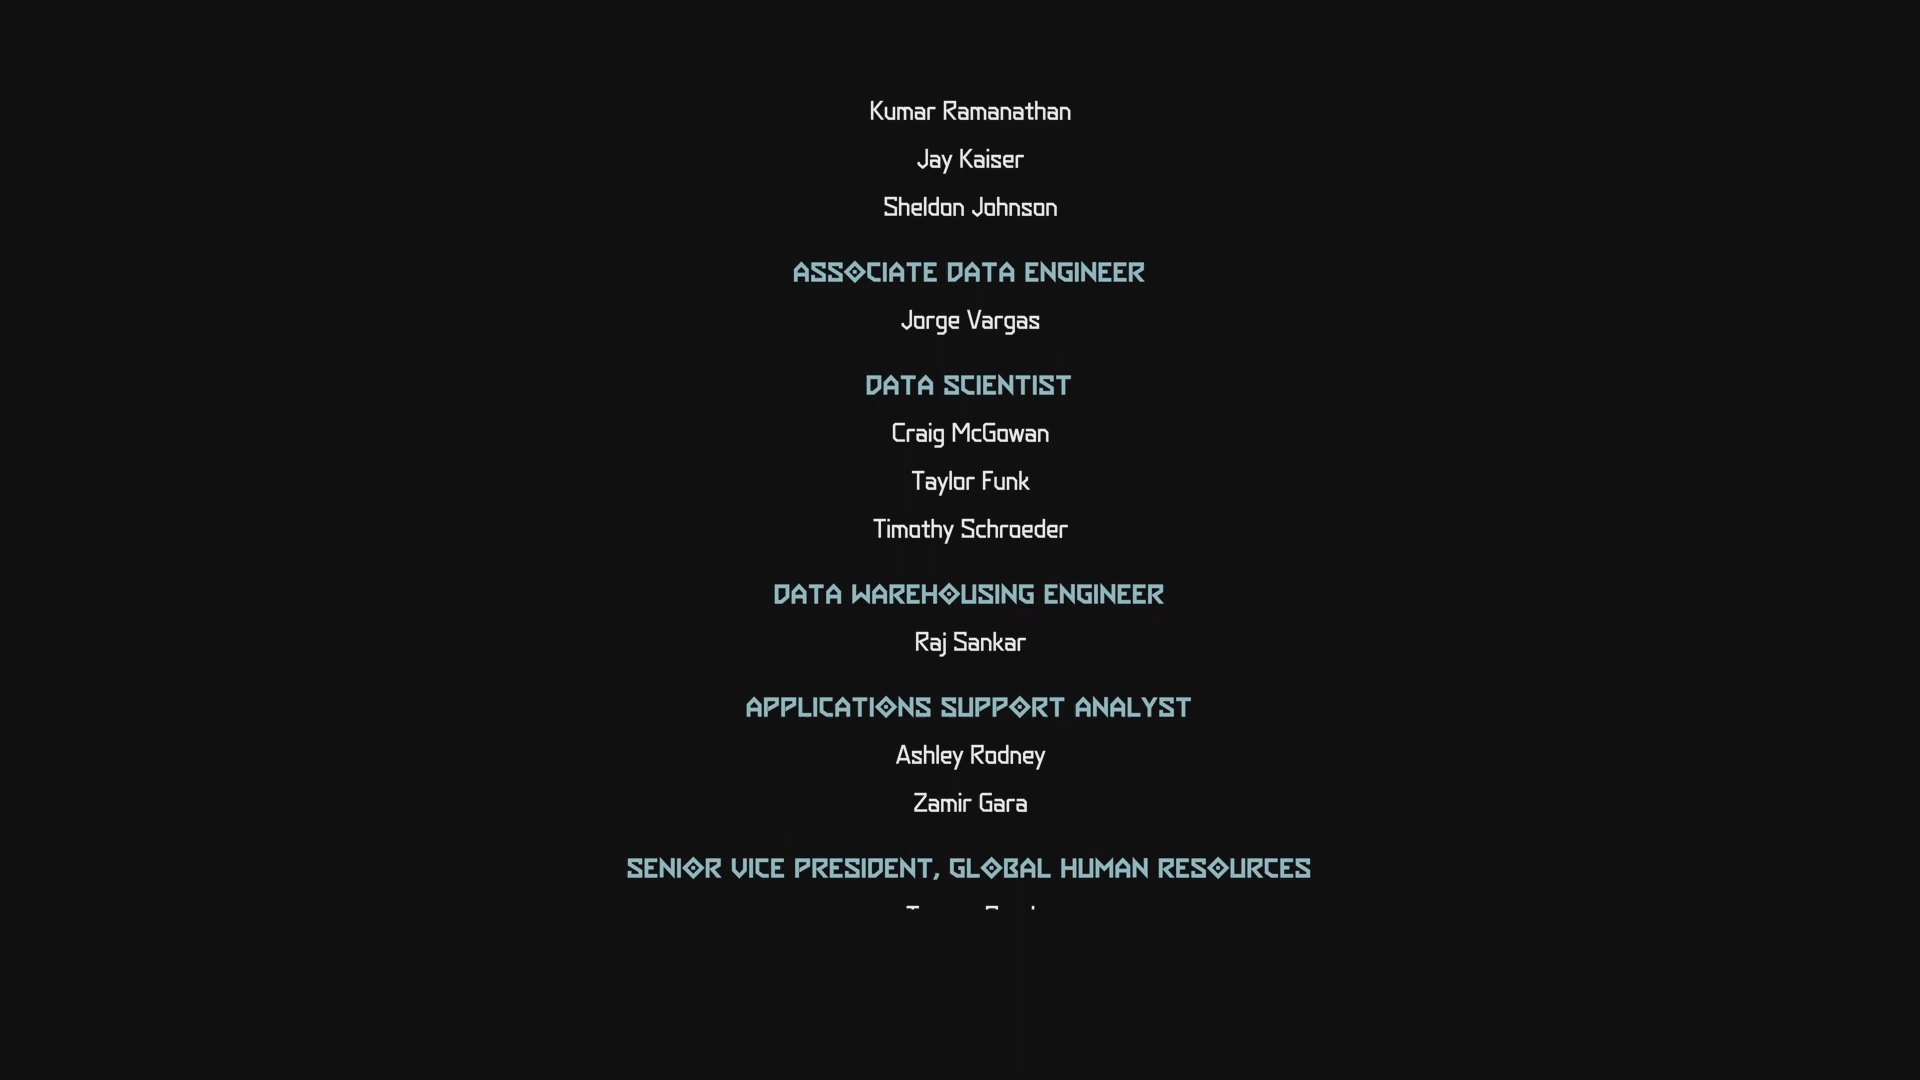 Kumar Ramanathan
Jay Kaiser
Sheldon Johnson
ASSOCIATE DATA ENGINEER
Jorge Vargas
DATA SCIENTIST
Craig McGowan
Taylor Funk
Timothy Schroeder
DATA WAREHOUSING ENGINEER
Raj Sankar
APPLICATIONS SUPPORT ANALYST
Ashley Rodney
Zamir Gara
SENIOR VICE PRESIDENT, GLOBAL HUMAN RESOURCES